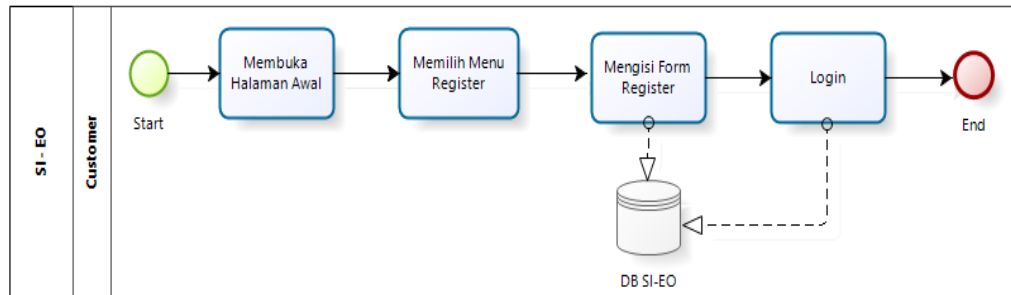 SI - EO
Customer
Start
Membuka
Halaman Awal
Memilih Menu
Register
Mengisi Form
Register
Login
End
DB SI-EO